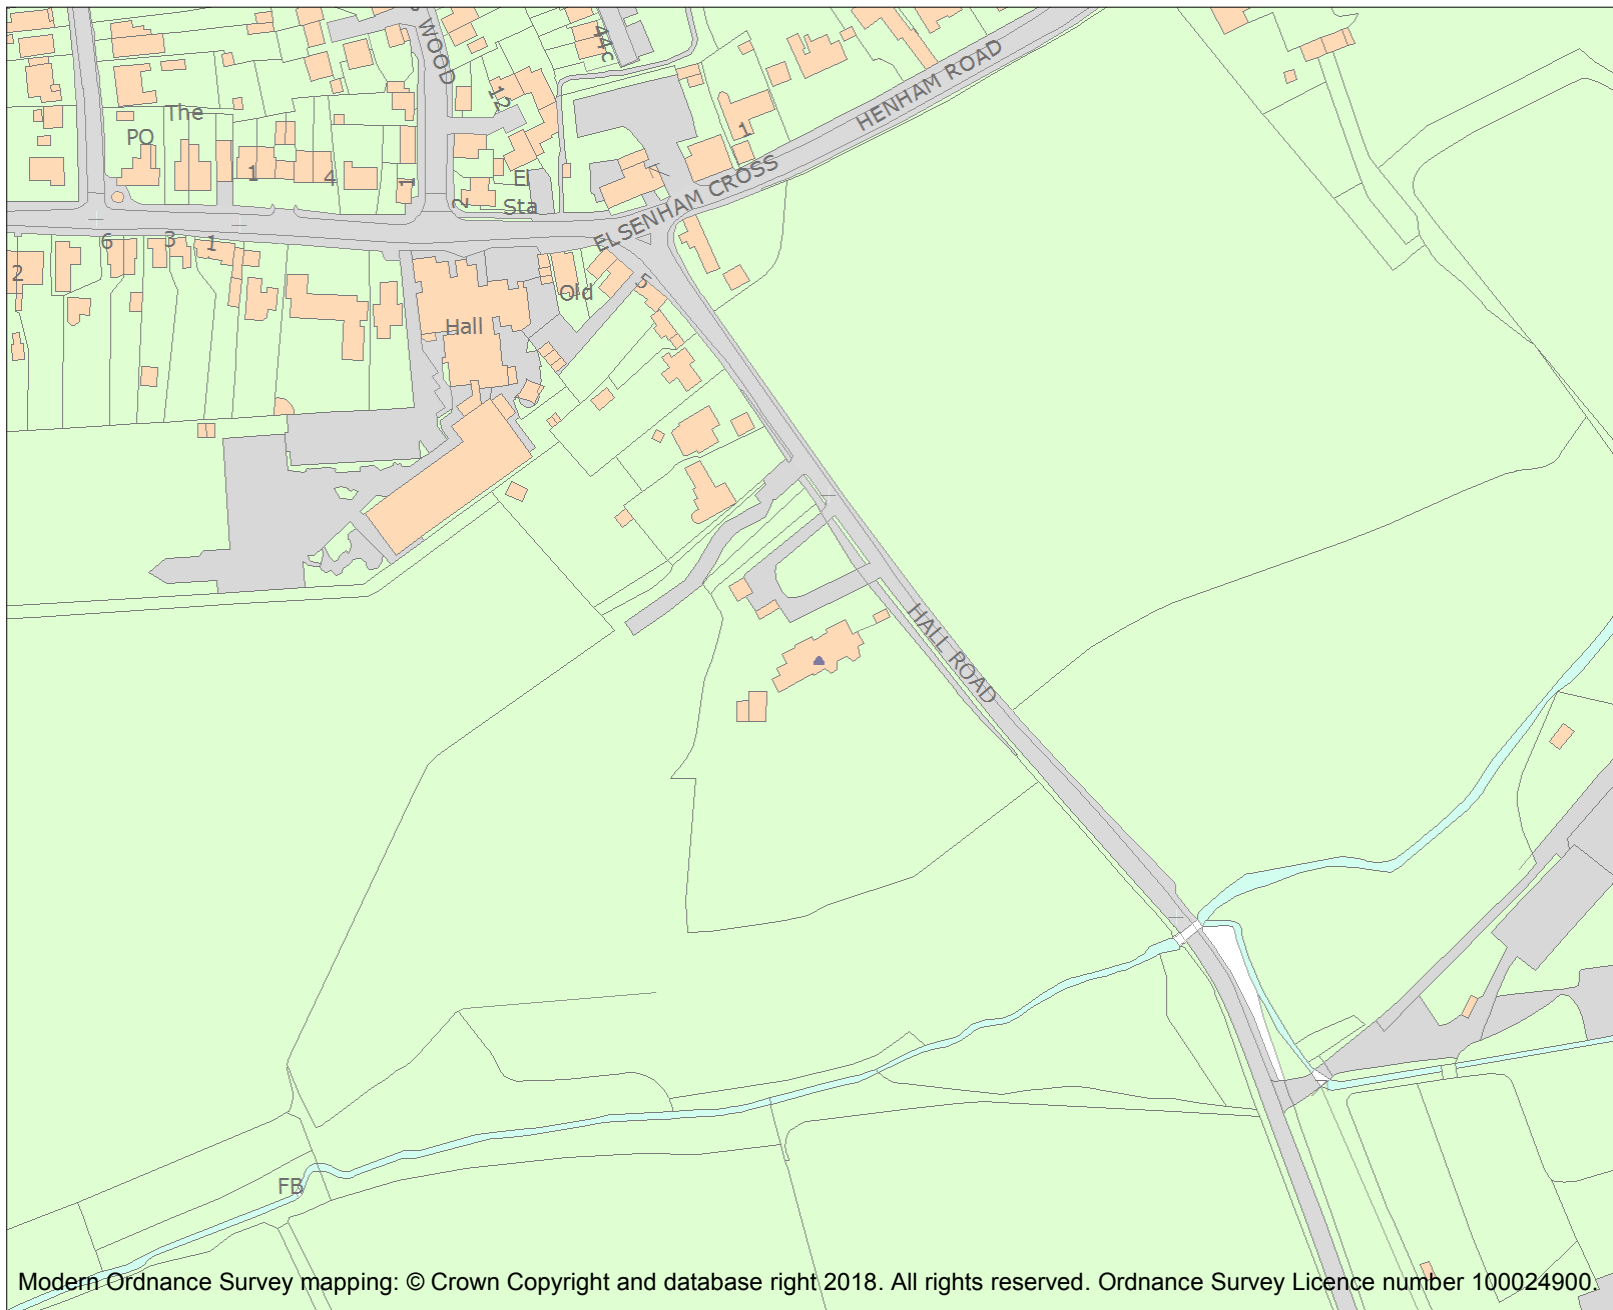 WOOD
44c
12
HENHAM ROAD
The
PO
1
1
4
1
2
El
Sta
ELSENHAM CROSS
6
3
1
2
5
Old
Hall
HALL ROAD
FB
Modern Ordnance Survey mapping: © Crown Copyright and database right 2018. All rights reserved. Ordnance Survey Licence number 100024900.